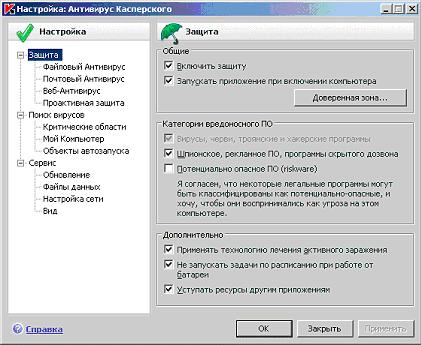 Настройка: Антивирус Касперского
Настройка
Защита
Файловый Антивирус
Почтовый Антивирус
Веб-Антивирус
Проактивная защита
Поиск вирусов
Критические области
Мой Компьютер
Объекты автозапуска
Сервис
Обновление
Файлы данных
Настройка сети
Вид
Защита
Общие
Включить защиту
Запускать приложение при включении компьютера
Доверенная зона...
Категории вредоносного ПО
Вирусы, черви, троянские и хакерские программы
Шпионское, рекламное ПО, программы скрытого дозвона
Потенциально опасное ПО (riskware)
Я согласен, что некоторые легальные программы могут
быть классифицированы как потенциально-опасные, и
хочу, чтобы они воспринимались как угроза на этом
компьютере.
Дополнительно
Применять технологию лечения активного заражения
Не запускать задачи по расписанию при работе от
батареи
Уступать ресурсы другим приложениям
Справка
ОК
Закрыть
Применить